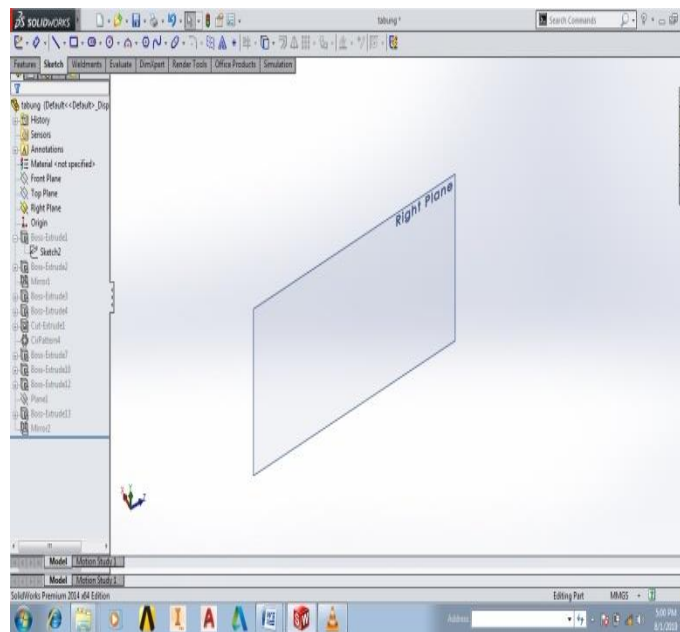 SOLIDWORKS
tabung *
Search Commands
Features Sketch Weldments Evaluate DimXpert Render Tools Office Products Simulation
tabung (Default<<Default>_Disp
History
Sensors
Annotations
Material <not specified>
Front Plane
Top Plane
Right Plane
Origin
Boss-Extrude1
Sketch2
Boss-Extrude2
Mirror1
Boss-Extrude3
Boss-Extrude4
Cut-Extrude1
CirPattern4
Boss-Extrude7
Boss-Extrude10
Boss-Extrude12
Plane1
Boss-Extrude13
Mirror2
Right Plane
Model Motion Study 1
Model Motion Study 1
SolidWorks Premium 2014 x64 Edition
Editing Part MMGS
Address
5:00 PM